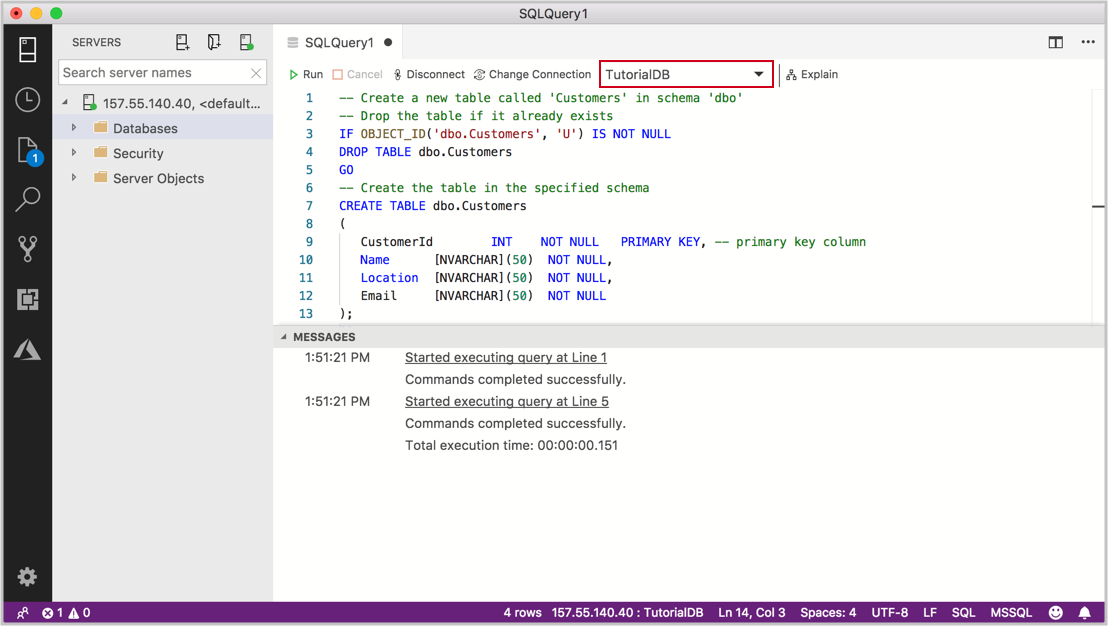 SQLQuery1
SERVERS
Search server names
157.55.140.40, <default...
Databases
Security
Server Objects
1
SQLQuery1
Run Cancel Disconnect Change Connection TutorialDB Explain
1 -- Create a new table called 'Customers' in schema 'dbo'
2 -- Drop the table if it already exists
3 IF OBJECT_ID('dbo.Customers', 'U') IS NOT NULL
4 DROP TABLE dbo.Customers
5 GO
6 -- Create the table in the specified schema
7 CREATE TABLE dbo.Customers
8 (
9 CustomerId INT NOT NULL PRIMARY KEY, -- primary key column
10 Name [NVARCHAR](50) NOT NULL,
11 Location [NVARCHAR](50) NOT NULL,
12 Email [NVARCHAR](50) NOT NULL
13 );
MESSAGES
1:51:21 PM Started executing query at Line 1
Commands completed successfully.
1:51:21 PM Started executing query at Line 5
Commands completed successfully.
Total execution time: 00:00:00.151
1 0 4 rows 157.55.140.40 : TutorialDB Ln 14, Col 3 Spaces: 4 UTF-8 LF SQL MSSQL